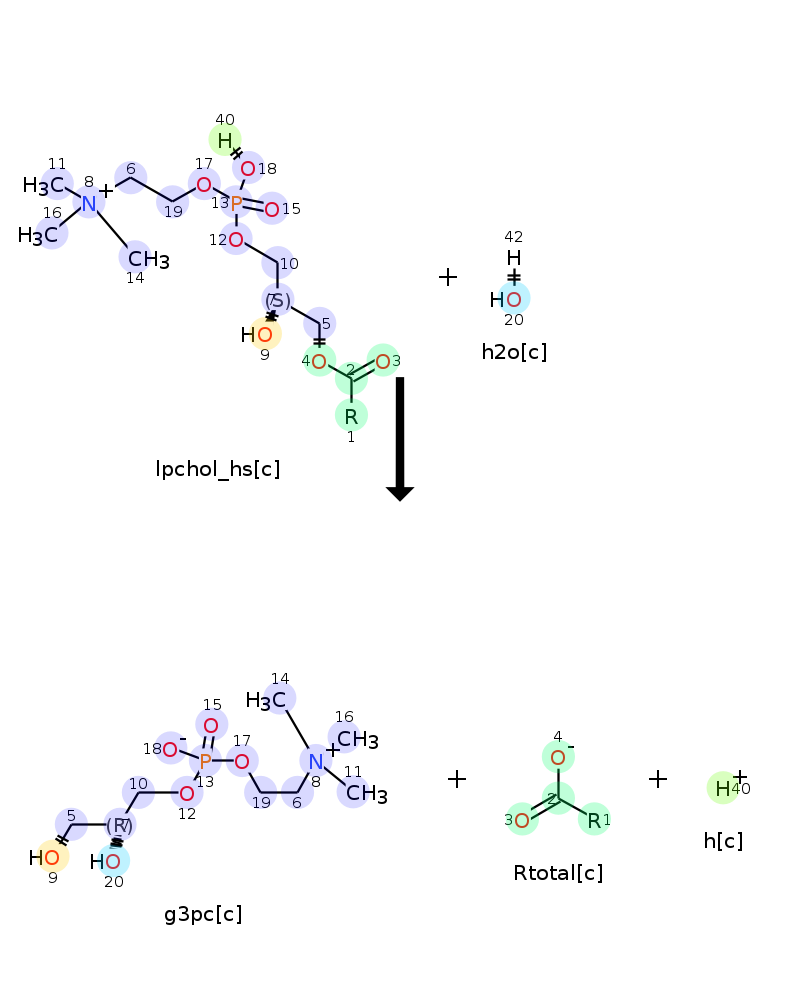 40
H
11
H3C
8
N
+
6
17
O
O
18
16
H3C
19
13
P
O
15
CH3
14
12
O
10
(S)
7
HO
9
5
4
O
2
O
3
R
1
lpchol_hs[c]
+
42
H
HO
20
h2o[c]
14
H3C
15
O
16
CH3
18
O
-
P
13
17
O
N
+
8
11
CH3
10
O
12
19
6
5
(R)
7
HO
9
HO
20
g3pc[c]
+
4
O
-
2
3
O
R
1
Rtotal[c]
+
H
+
40
h[c]